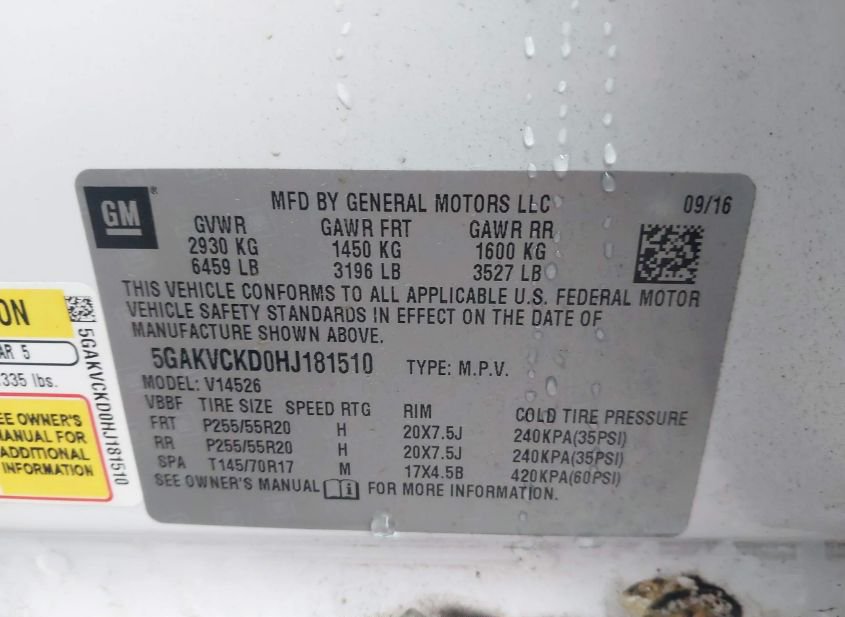 GM ®
MFD BY GENERAL MOTORS LLC 09/16
GVWR GAWR FRT GAWR RR
2930 KG 1450 KG 1600 KG
6459 LB 3196 LB 3527 LB
THIS VEHICLE CONFORMS TO ALL APPLICABLE U.S. FEDERAL MOTOR
VEHICLE SAFETY STANDARDS IN EFFECT ON THE DATE OF
MANUFACTURE SHOWN ABOVE.
5GAKVCKD0HJ181510 TYPE: M.P.V.
MODEL: V14526
VBBF TIRE SIZE SPEED RTG RIM COLD TIRE PRESSURE
FRT P255/55R20 H 20X7.5J 240KPA(35PSI)
RR P255/55R20 H 20X7.5J 240KPA(35PSI)
SPA T145/70R17 M 17X4.5B 420KPA(60PSI)
SEE OWNER'S MANUAL i FOR MORE INFORMATION.
ON
AR 5
335 lbs.
EE OWNER'S
ANUAL FOR
ADDITIONAL
INFORMATION
5GAKVCKD0HJ181510